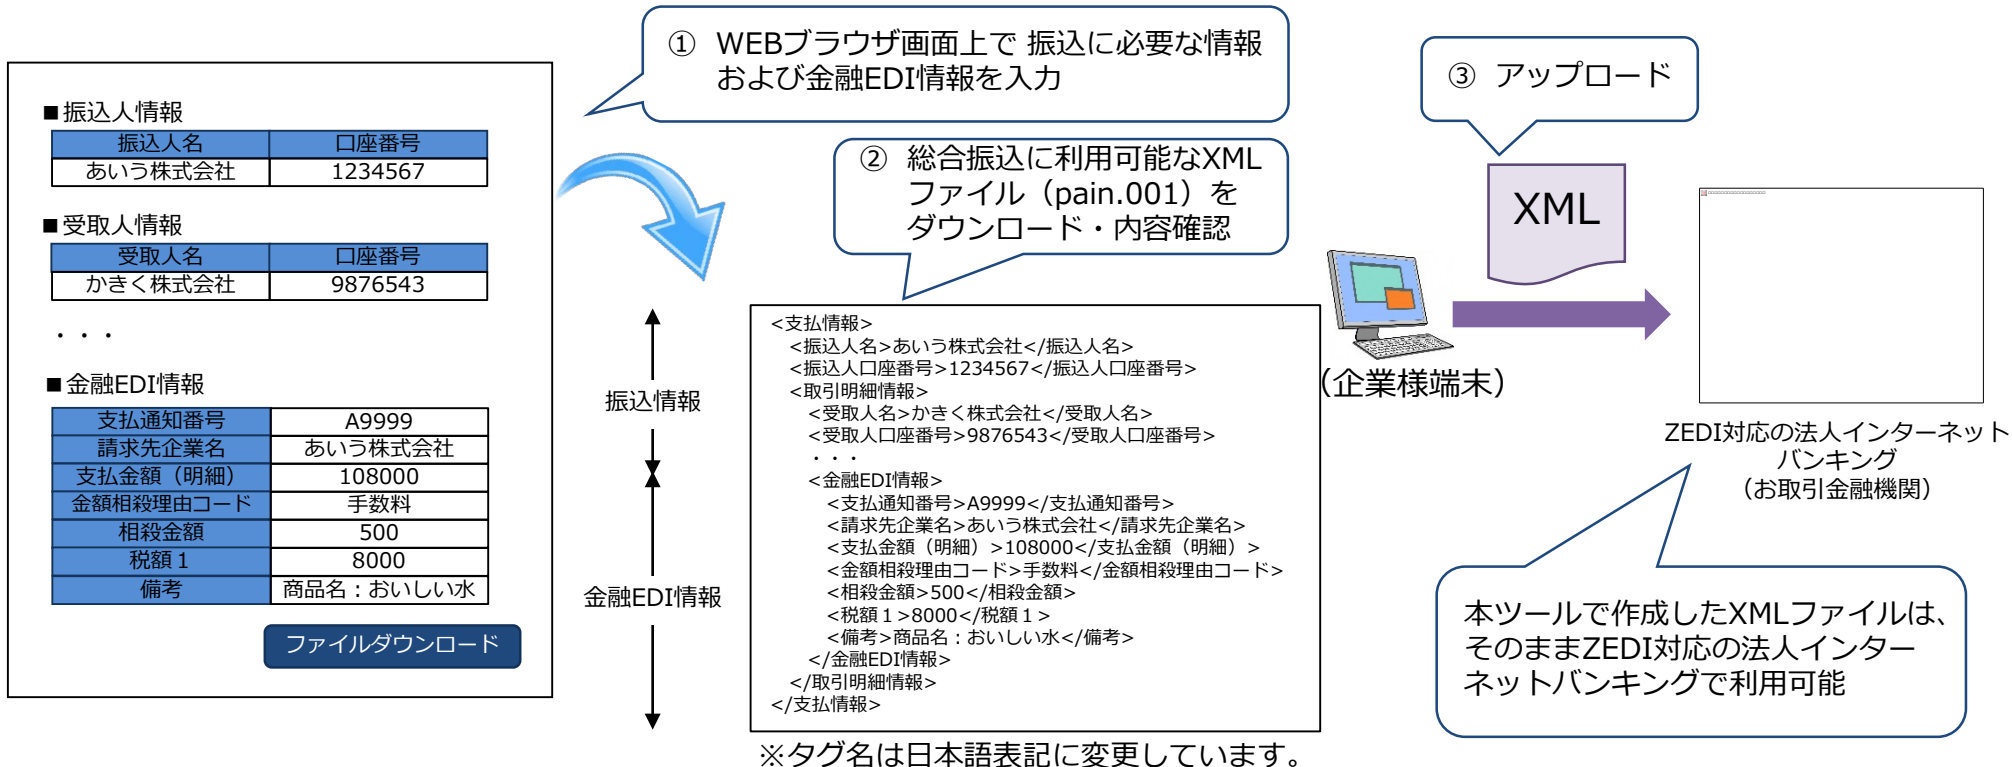 ① WEBブラウザ画面上で 振込に必要な情報
および金融EDI情報を入力
■振込人情報
振込人名 口座番号
あいう株式会社 1234567
■受取人情報
受取人名 口座番号
かきく株式会社 9876543
・・・
■金融EDI情報
支払通知番号 A9999
請求先企業名 あいう株式会社
支払金額（明細） 108000
金額相殺理由コード 手数料
相殺金額 500
税額１ 8000
備考 商品名：おいしい水
ファイルダウンロード
② 総合振込に利用可能なXML
ファイル（pain.001）を
ダウンロード・内容確認
振込情報
金融EDI情報
<支払情報>
<振込人名>あいう株式会社</振込人名>
<振込人口座番号>1234567</振込人口座番号>
<取引明細情報>
<受取人名>かきく株式会社</受取人名>
<受取人口座番号>9876543</受取人口座番号>
・・・
<金融EDI情報>
<支払通知番号>A9999</支払通知番号>
<請求先企業名>あいう株式会社</請求先企業名>
<支払金額（明細）>108000</支払金額（明細）>
<金額相殺理由コード>手数料</金額相殺理由コード>
<相殺金額>500</相殺金額>
<税額１>8000</税額１>
<備考>商品名：おいしい水</備考>
</金融EDI情報>
</取引明細情報>
</支払情報>
※タグ名は日本語表記に変更しています。
③ アップロード
XML
（企業様端末）
ZEDI対応の法人インターネット
バンキング
（お取引金融機関）
本ツールで作成したXMLファイルは、
そのままZEDI対応の法人インター
ネットバンキングで利用可能